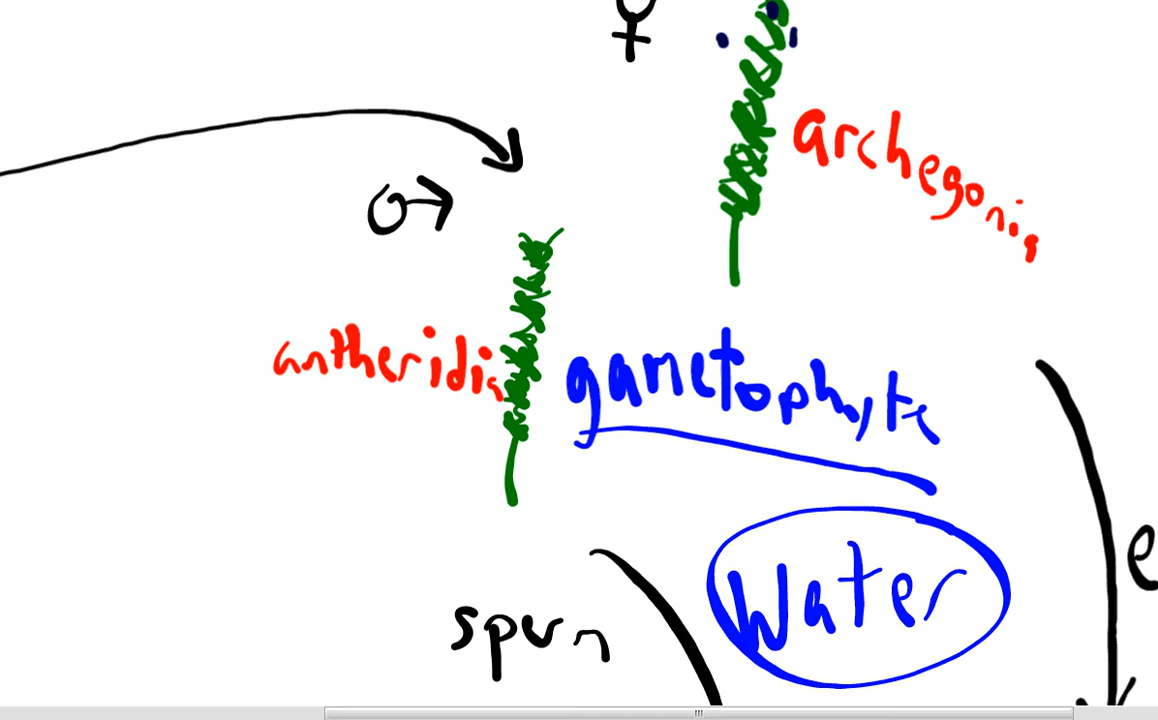 archegonia
antheridia
gametophyte
Water
sperm
e